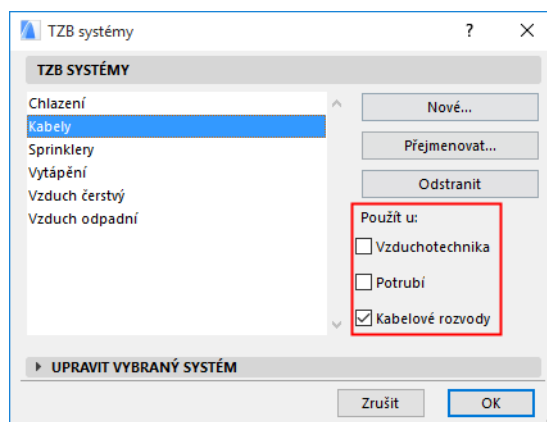 TZB systémy
?
TZB SYSTÉMY
Chlazení
Kabely
Sprinklery
Vytápění
Vzduch čerstvý
Vzduch odpadní
Nové...
Přejmenovat...
Odstranit
Použít u:
Vzduchotechnika
Potrubí
Kabelové rozvody
UPRAVIT VYBRANÝ SYSTÉM
Zrušit
OK